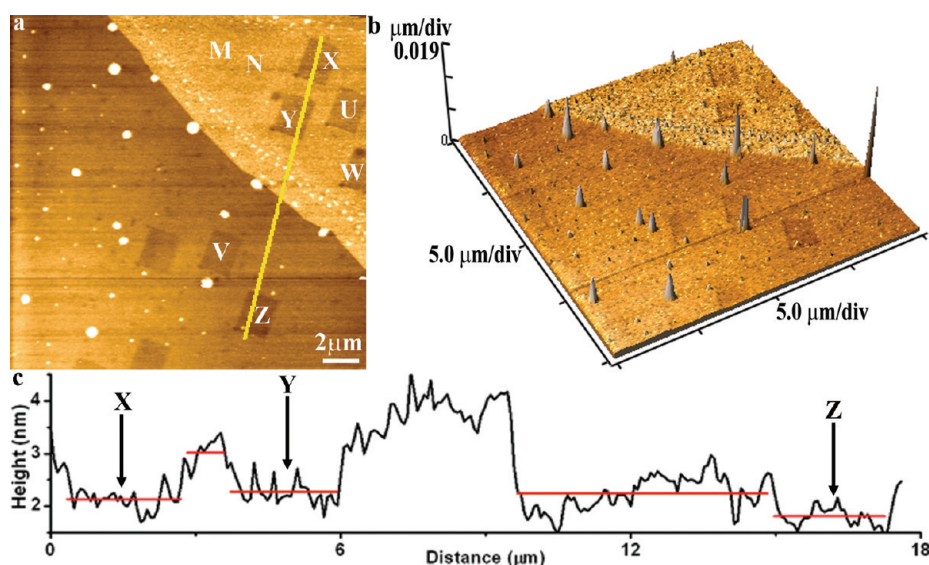 a
M
N
X
U
Y
W
V
Z
2μm
b
μm/div
0.019
0.
5.0 μm/div
5.0 μm/div
c
X
Y
Z
Height (nm)
4
3
2
0
6
12
18
Distance (μm)